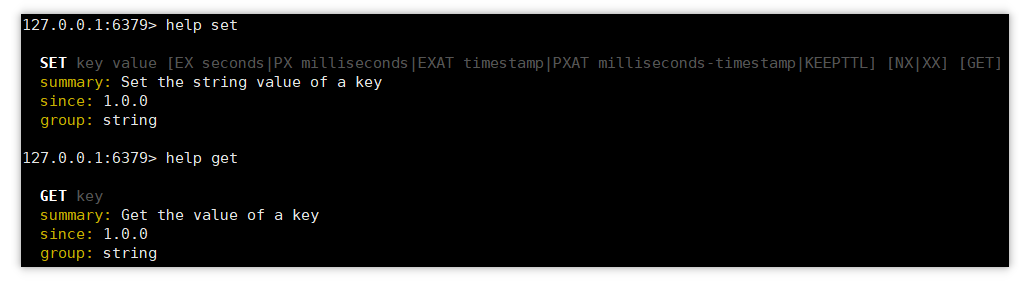 127.0.0.1:6379> help set
SET key value [EX seconds|PX milliseconds|EXAT timestamp|PXAT milliseconds-timestamp|KEEPTTL] [NX|XX] [GET]
summary: Set the string value of a key
since: 1.0.0
group: string
127.0.0.1:6379> help get
GET key
summary: Get the value of a key
since: 1.0.0
group: string